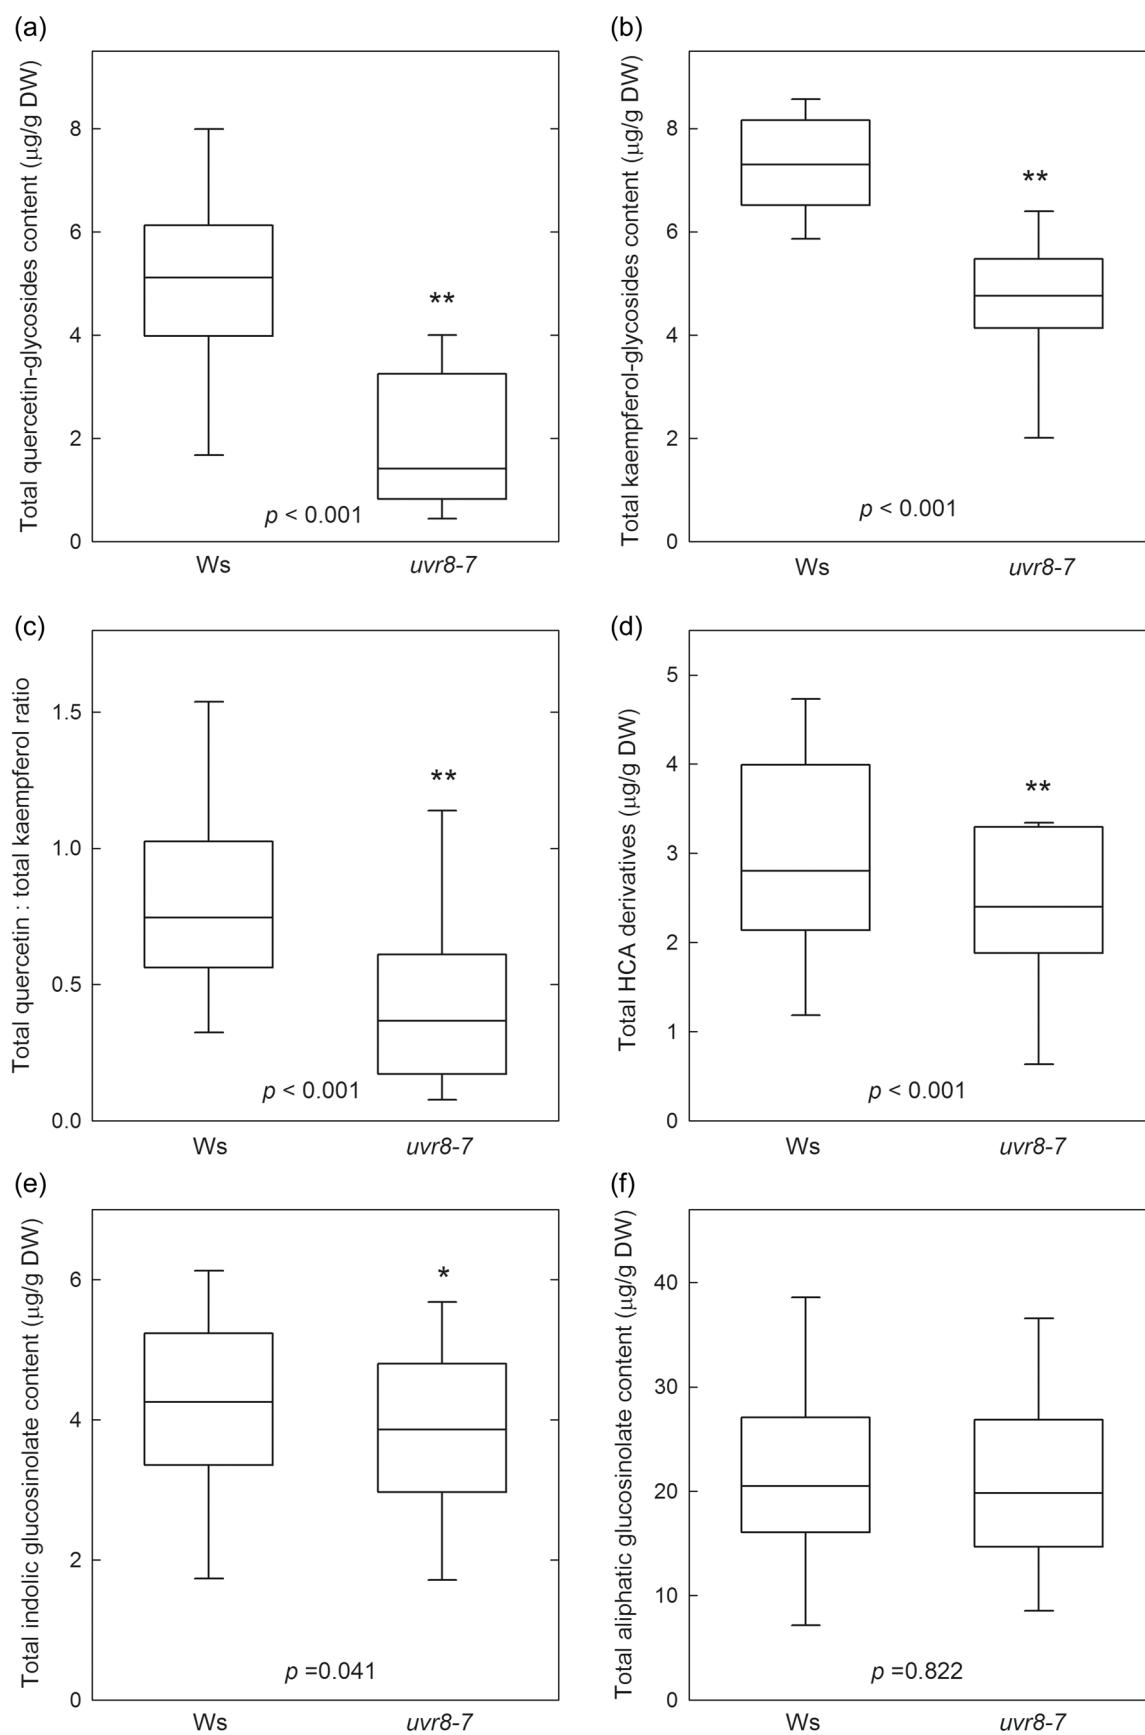 (a)
Total quercetin-glycosides content (µg/g DW)
8
6
4
2
0
**
p < 0.001
Ws
uvr8-7
(b)
Total kaempferol-glycosides content (µg/g DW)
8
6
4
2
0
**
p < 0.001
Ws
uvr8-7
(c)
Total quercetin : total kaempferol ratio
1.5
1.0
0.5
0.0
**
p < 0.001
Ws
uvr8-7
(d)
Total HCA derivatives (µg/g DW)
5
4
3
2
1
0
**
p < 0.001
Ws
uvr8-7
(e)
Total indolic glucosinolate content (µg/g DW)
6
4
2
0
*
p =0.041
Ws
uvr8-7
(f)
Total aliphatic glucosinolate content (µg/g DW)
40
30
20
10
0
p =0.822
Ws
uvr8-7